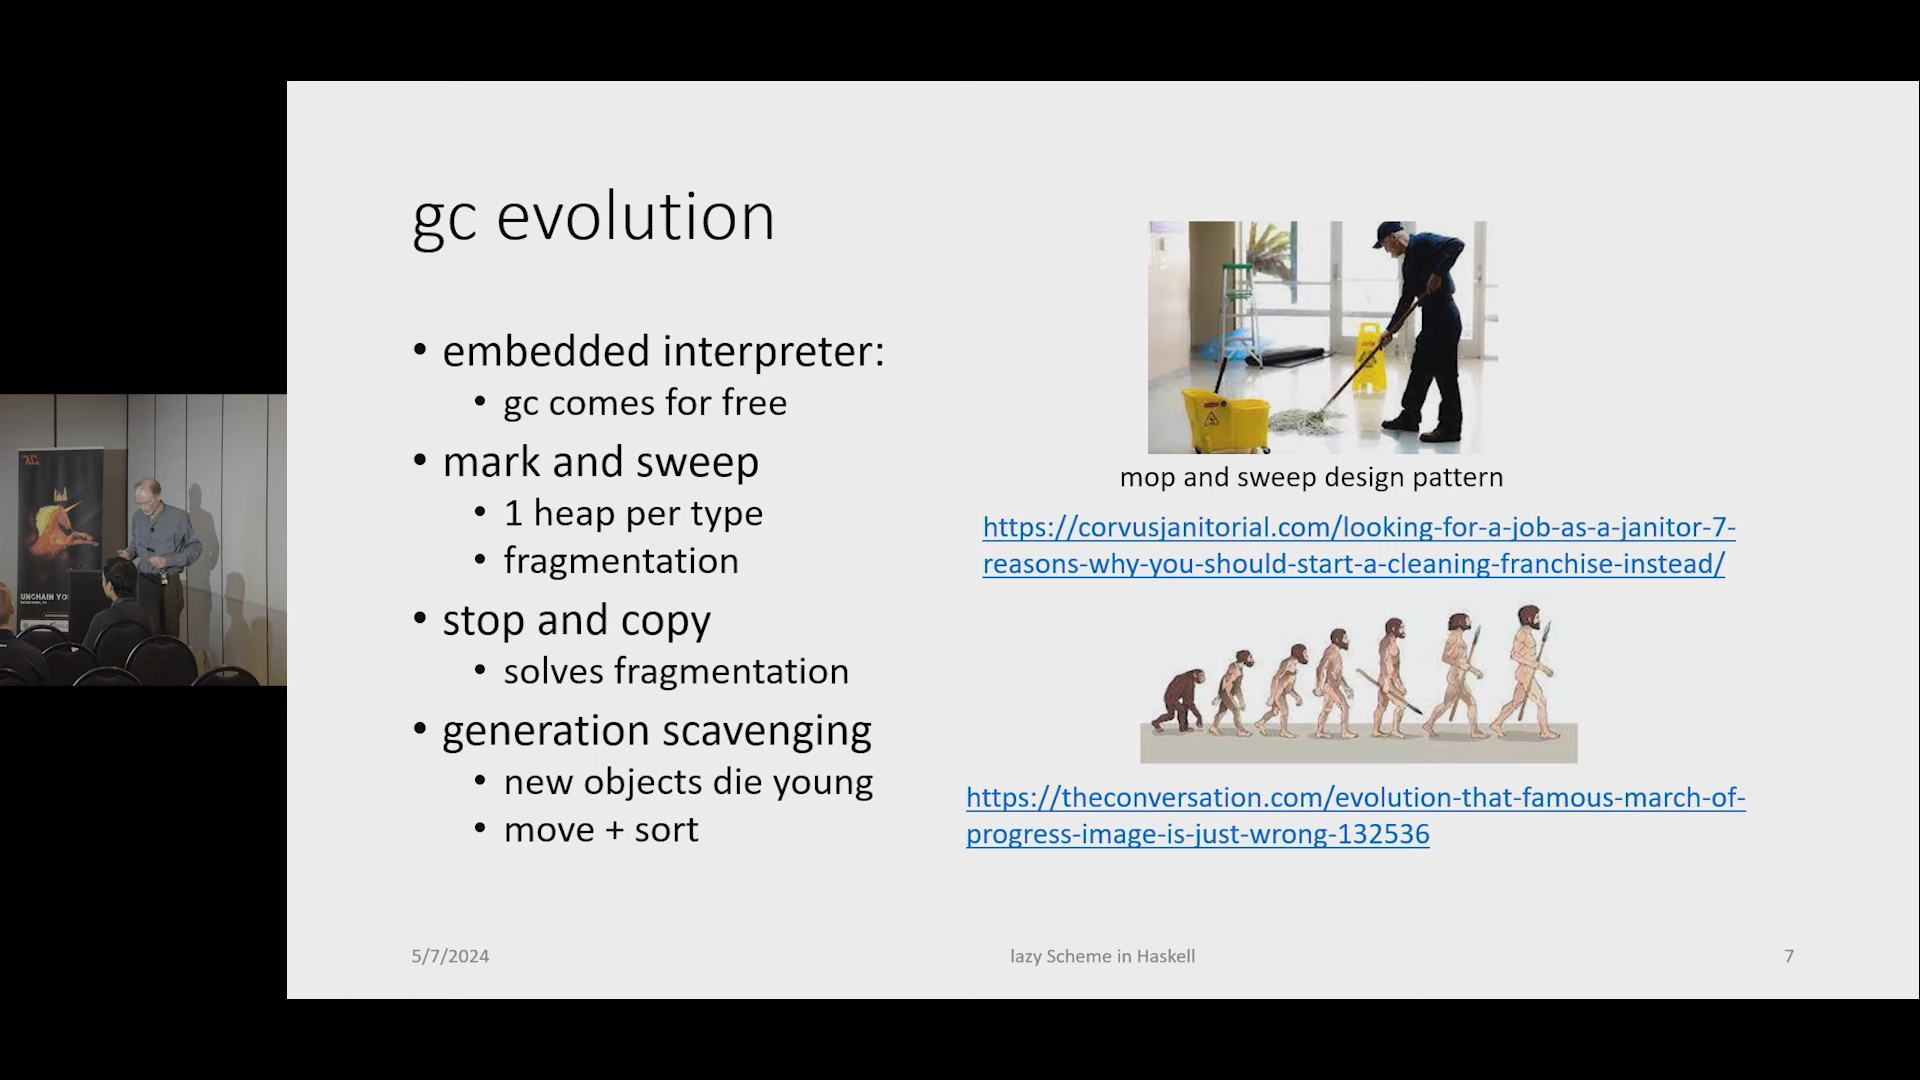 gc evolution
• embedded interpreter:
• gc comes for free
• mark and sweep
• 1 heap per type
• fragmentation
• stop and copy
• solves fragmentation
• generation scavenging
• new objects die young
• move + sort
mop and sweep design pattern
https://corvusjanitorial.com/looking-for-a-job-as-a-janitor-7-
reasons-why-you-should-start-a-cleaning-franchise-instead/
https://theconversation.com/evolution-that-famous-march-of-
progress-image-is-just-wrong-132536
5/7/2024
lazy Scheme in Haskell
7
UNCHAIN YO